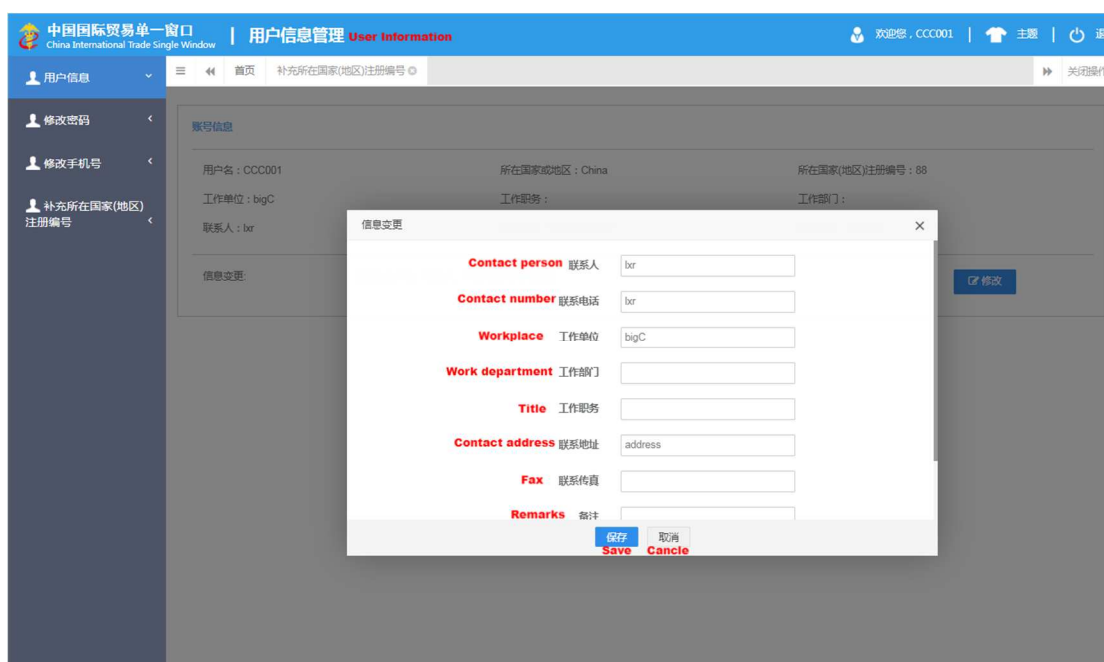 中国国际贸易单一窗口
China International Trade Single Window
用户信息管理 User Information
欢迎您 , CCC001
主题
用户信息
首页
补充所在国家(地区)注册编号
修改密码
修改手机号
补充所在国家(地区)
注册编号
账号信息
用户名 : CCC001
所在国家或地区 : China
所在国家(地区)注册编号 : 88
工作单位 : bigC
工作职务 :
工作部门 :
联系人 : lxr
信息变更:
修改
信息变更
Contact person 联系人 lxr
Contact number 联系电话 lxr
Workplace 工作单位 bigC
Work department 工作部门
Title 工作职务
Contact address 联系地址 address
Fax 联系传真
Remarks 备注
保存 取消
Save Cancle